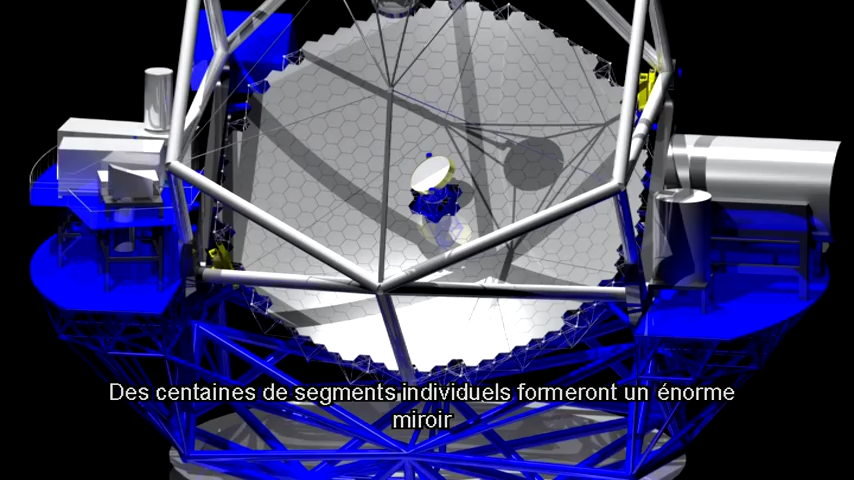 Des centaines de segments individuels formeront un énorme
miroir